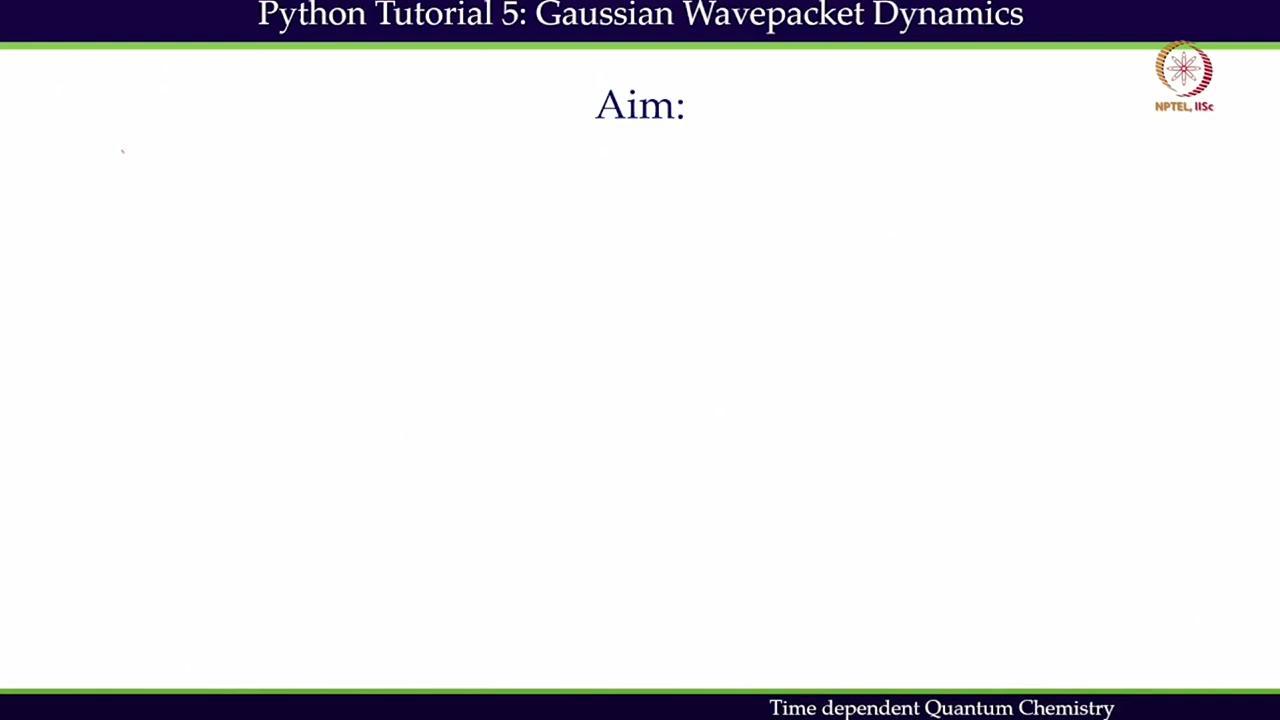 Python Tutorial 5: Gaussian Wavepacket Dynamics
Aim:
NPTEL, IISc
Time dependent Quantum Chemistry